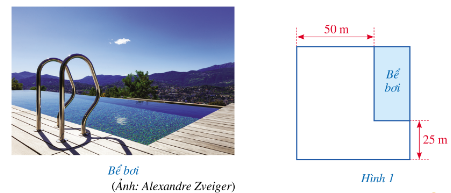 Bể bơi
(Ảnh: Alexandre Zveiger)
50 m
Bể
bơi
25 m
Hình 1